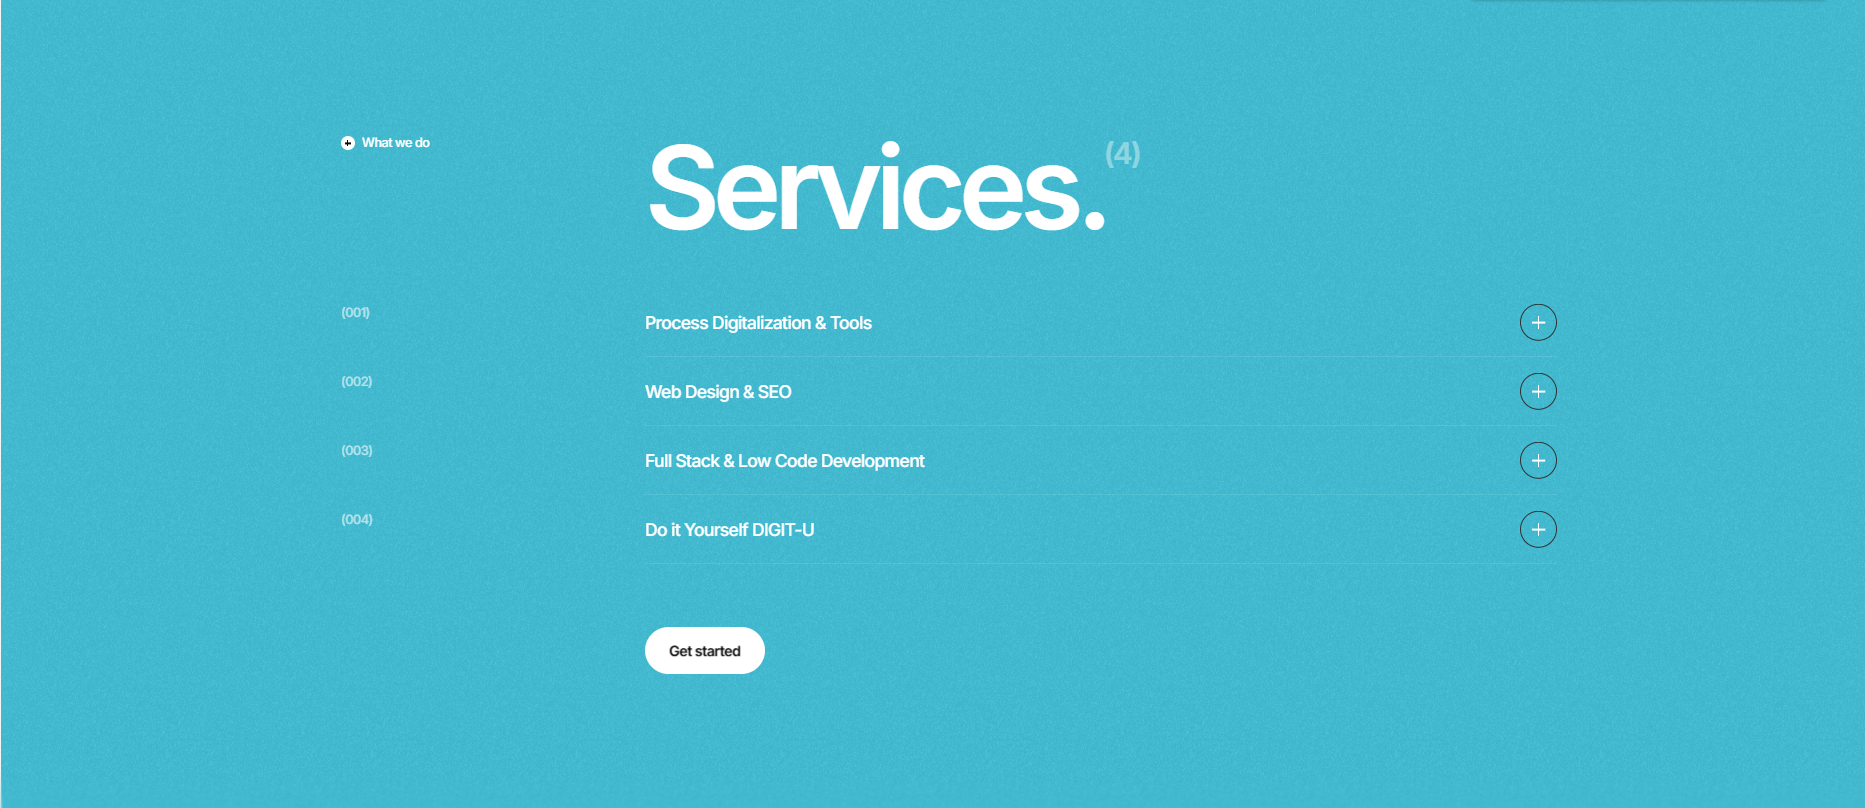 What we do
Services. (4)
(001) Process Digitalization & Tools
(002) Web Design & SEO
(003) Full Stack & Low Code Development
(004) Do it Yourself DIGIT-U
Get started